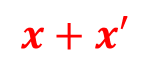 x + x′